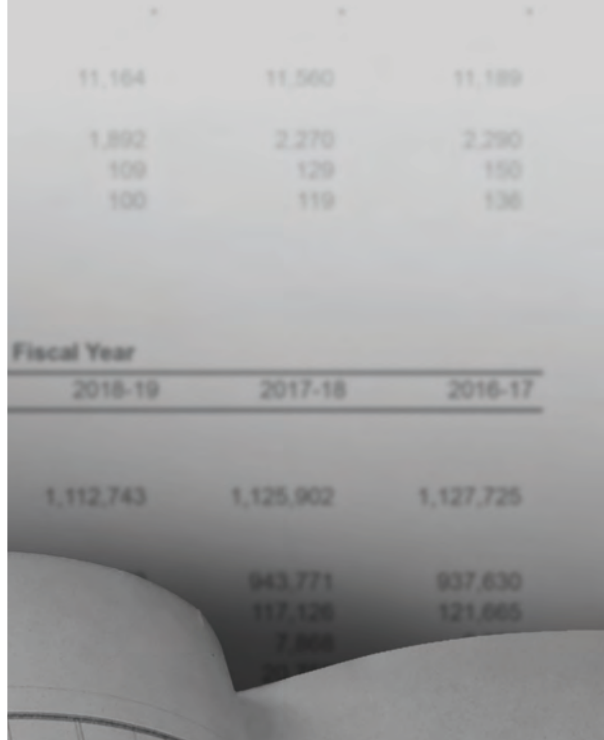 * * *
11,164 11,560 11,189
1,892 2,270 2,290
109 129 150
100 119 136
Fiscal Year
2018-19 2017-18 2016-17
1,112,743 1,125,902 1,127,725
943,771 937,630
117,126 121,665
7,868